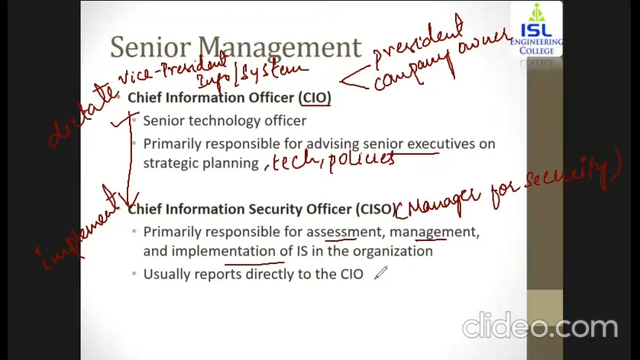 Senior Management
ISL
ENGINEERING
COLLEGE
president
company owner
vice-President
Info/System
dictate
Chief Information Officer (CIO)
Senior technology officer
Primarily responsible for advising senior executives on
strategic planning , tech, policies
implement
Chief Information Security Officer (CISO) (Manager for security)
Primarily responsible for assessment, management,
and implementation of IS in the organization
Usually reports directly to the CIO
clideo.com